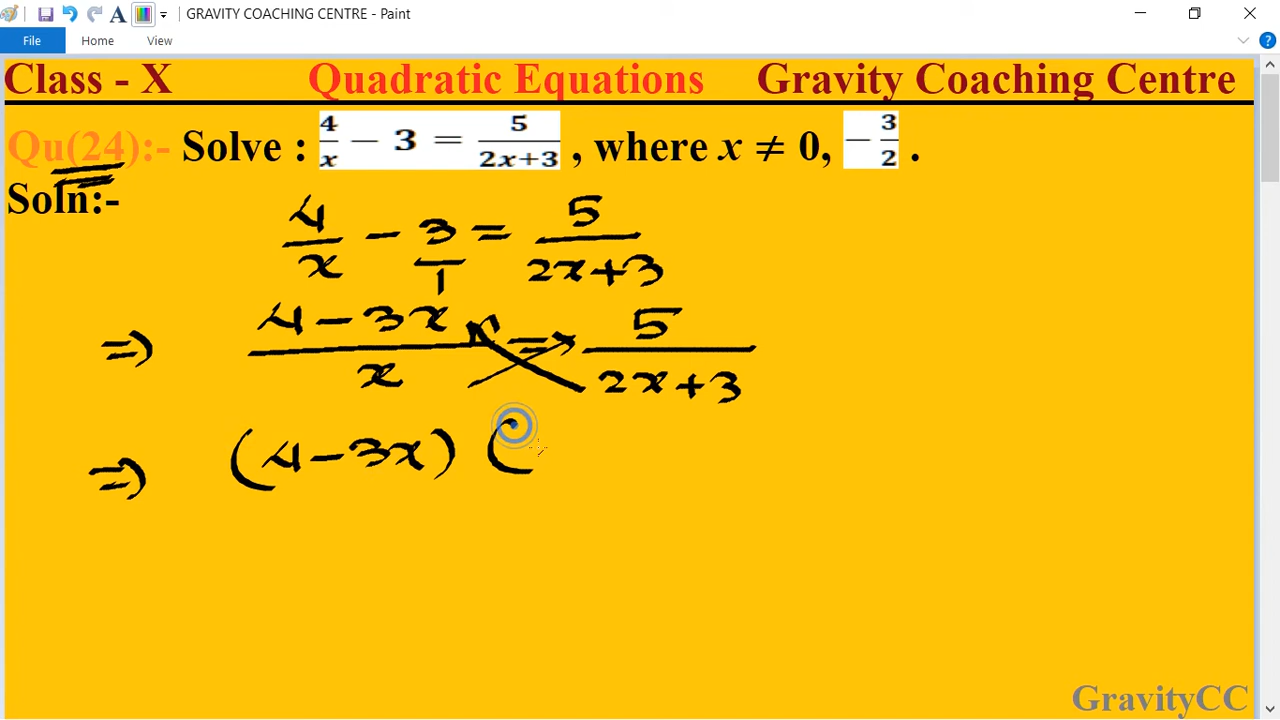 GRAVITY COACHING CENTRE - Paint
File Home View
Class - X Quadratic Equations Gravity Coaching Centre
Qu(24):- Solve : 4/x − 3 = 5/(2x+3) , where x ≠ 0, −3/2 .
Soln:-
4/x − 3/1 = 5/(2x+3)
⇒ (4−3x)/x = 5/(2x+3)
⇒ (4−3x) (
GravityCC